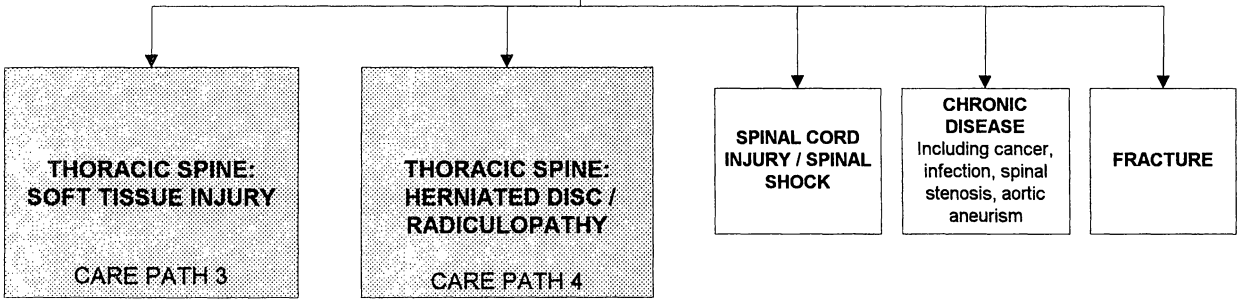 THORACIC SPINE:
SOFT TISSUE INJURY
CARE PATH 3
THORACIC SPINE:
HERNIATED DISC /
RADICULOPATHY
CARE PATH 4
SPINAL CORD
INJURY / SPINAL
SHOCK
CHRONIC
DISEASE
Including cancer,
infection, spinal
stenosis, aortic
aneurism
FRACTURE